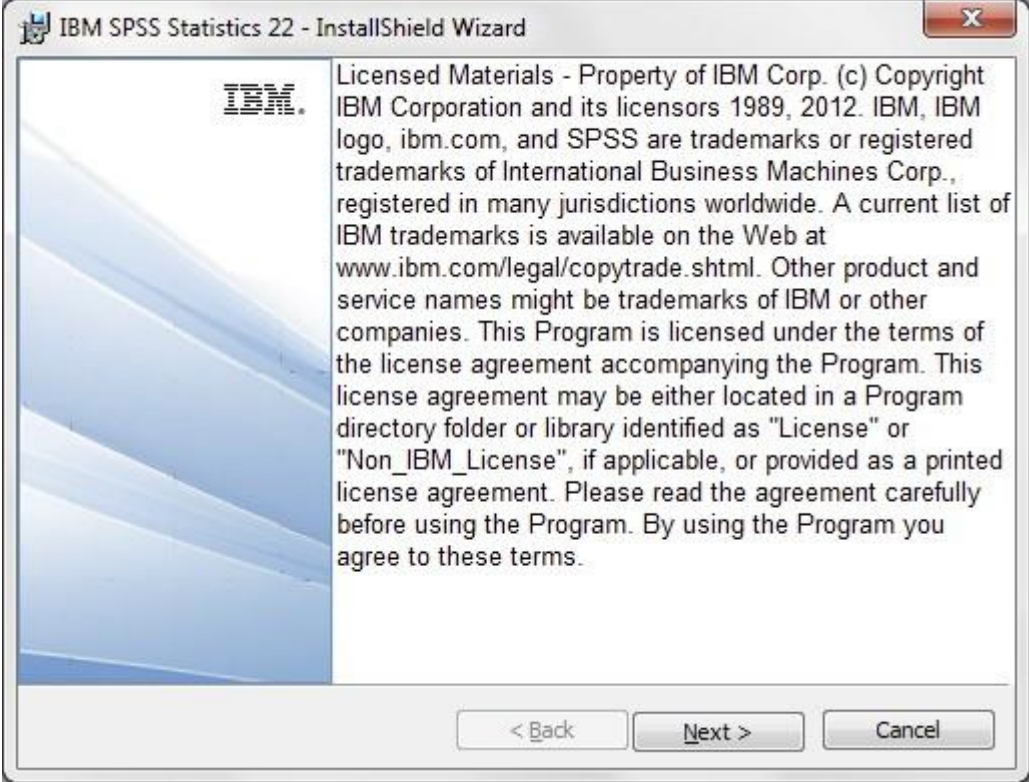 IBM SPSS Statistics 22 - InstallShield Wizard
IBM.
Licensed Materials - Property of IBM Corp. (c) Copyright
IBM Corporation and its licensors 1989, 2012. IBM, IBM
logo, ibm.com, and SPSS are trademarks or registered
trademarks of International Business Machines Corp.,
registered in many jurisdictions worldwide. A current list of
IBM trademarks is available on the Web at
www.ibm.com/legal/copytrade.shtml. Other product and
service names might be trademarks of IBM or other
companies. This Program is licensed under the terms of
the license agreement accompanying the Program. This
license agreement may be either located in a Program
directory folder or library identified as "License" or
"Non_IBM_License", if applicable, or provided as a printed
license agreement. Please read the agreement carefully
before using the Program. By using the Program you
agree to these terms.
< Back
Next >
Cancel